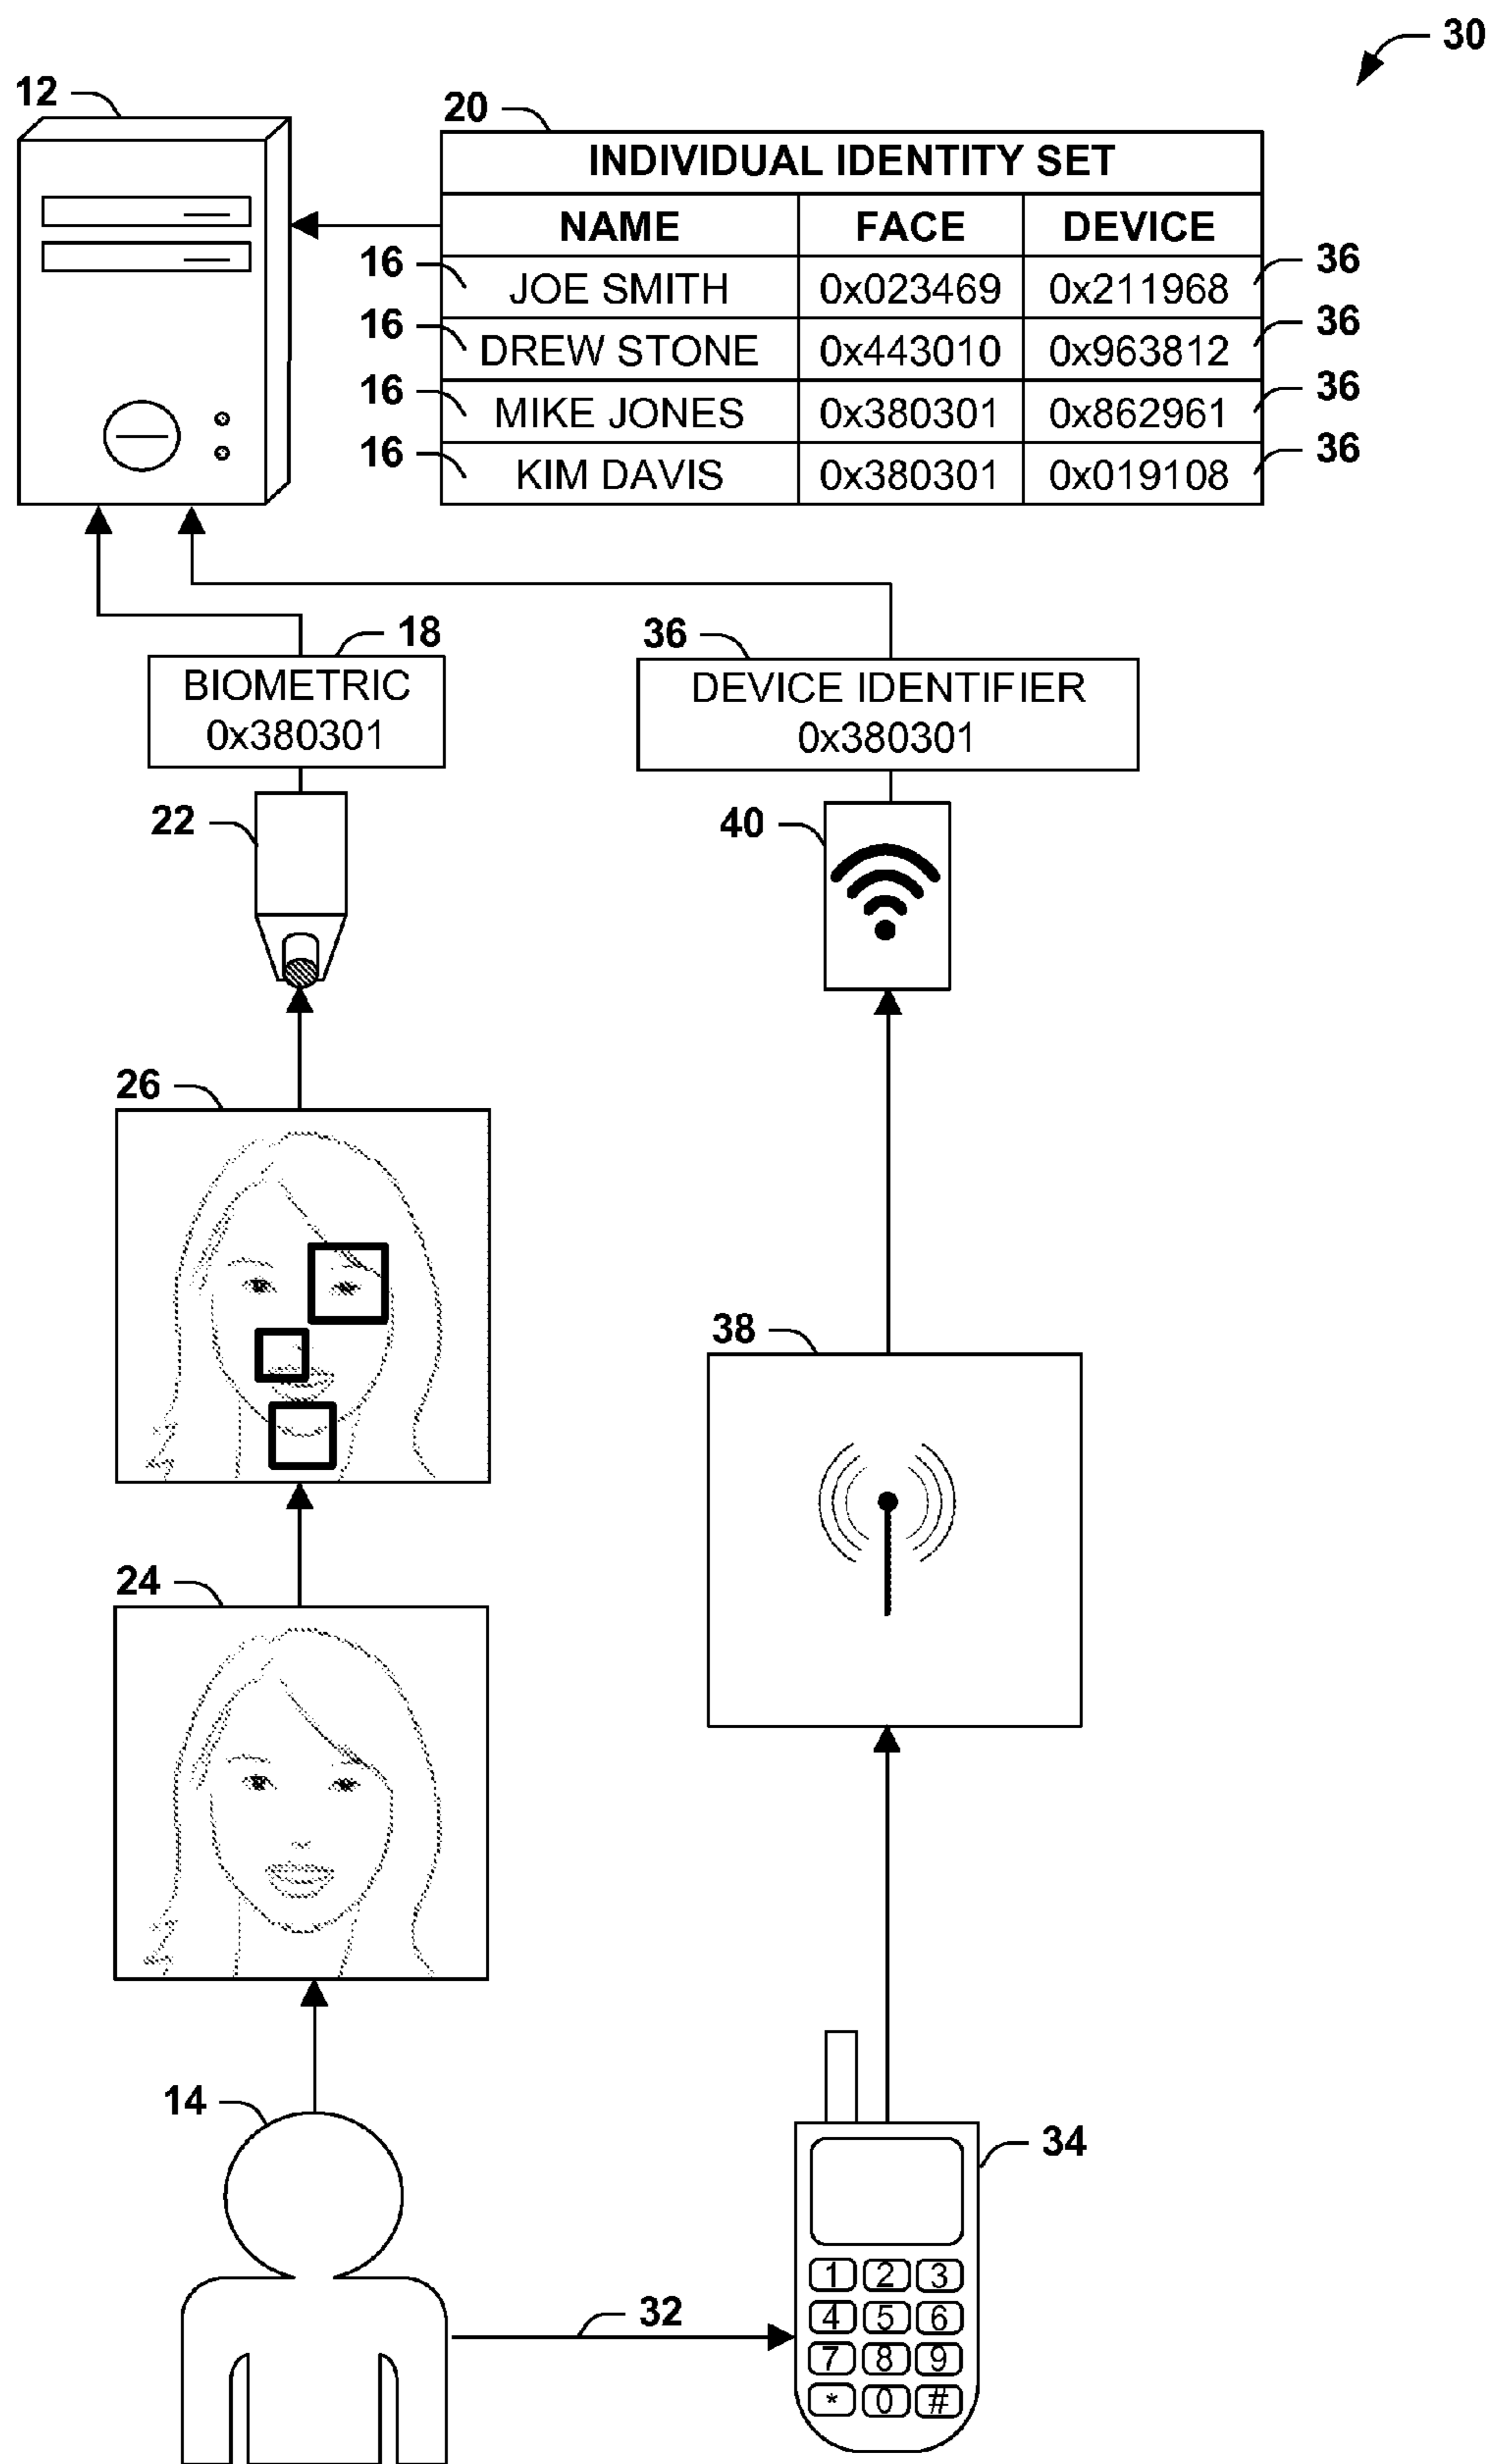 30
12
20
INDIVIDUAL IDENTITY SET
NAME FACE DEVICE
16 JOE SMITH 0x023469 0x211968 36
16 DREW STONE 0x443010 0x963812 36
16 MIKE JONES 0x380301 0x862961 36
16 KIM DAVIS 0x380301 0x019108 36
18
BIOMETRIC
0x380301
36
DEVICE IDENTIFIER
0x380301
22
40
26
38
24
14
34
32
1 2 3
4 5 6
7 8 9
* 0 #